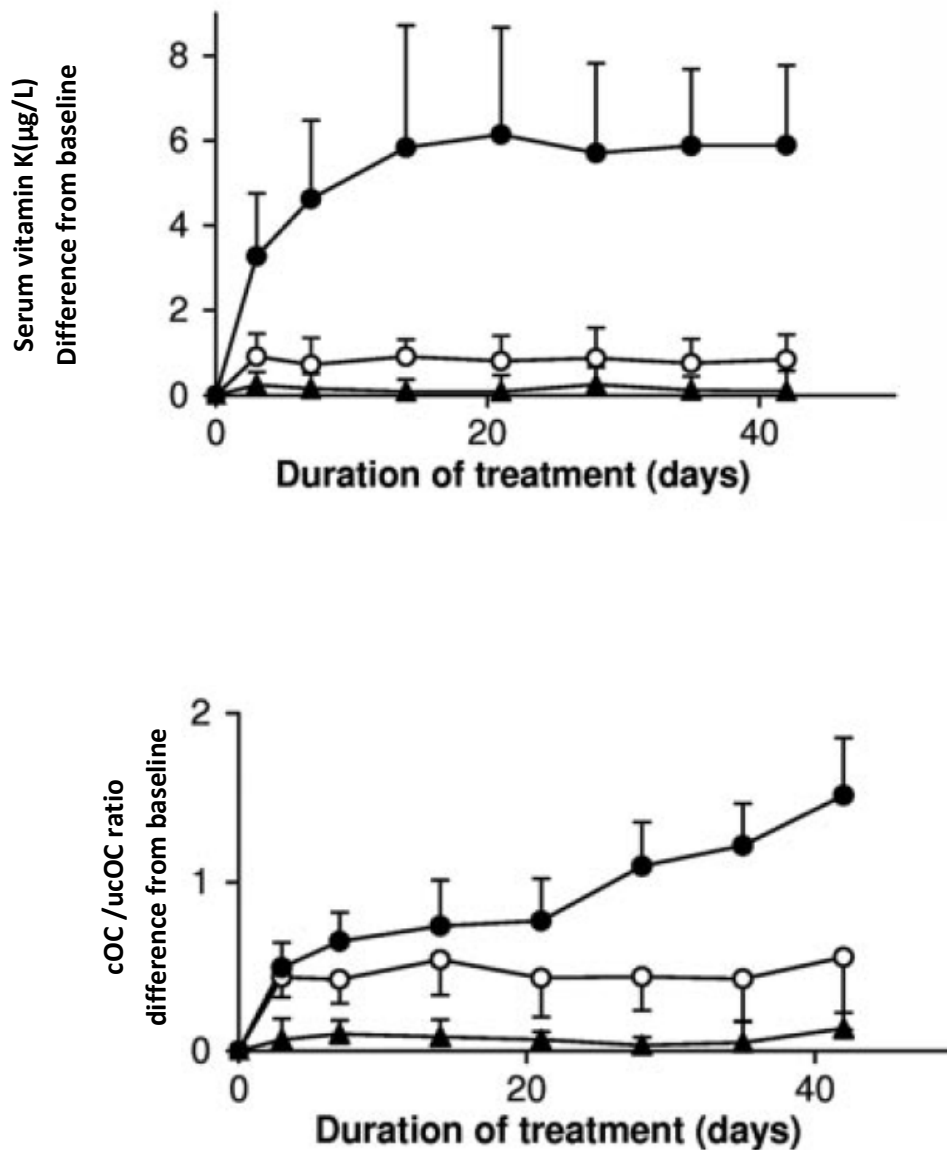 Serum vitamin K(µg/L)
Difference from baseline
8
6
4
2
0
0 20 40
Duration of treatment (days)
cOC /ucOC ratio
difference from baseline
2
1
0
0 20 40
Duration of treatment (days)